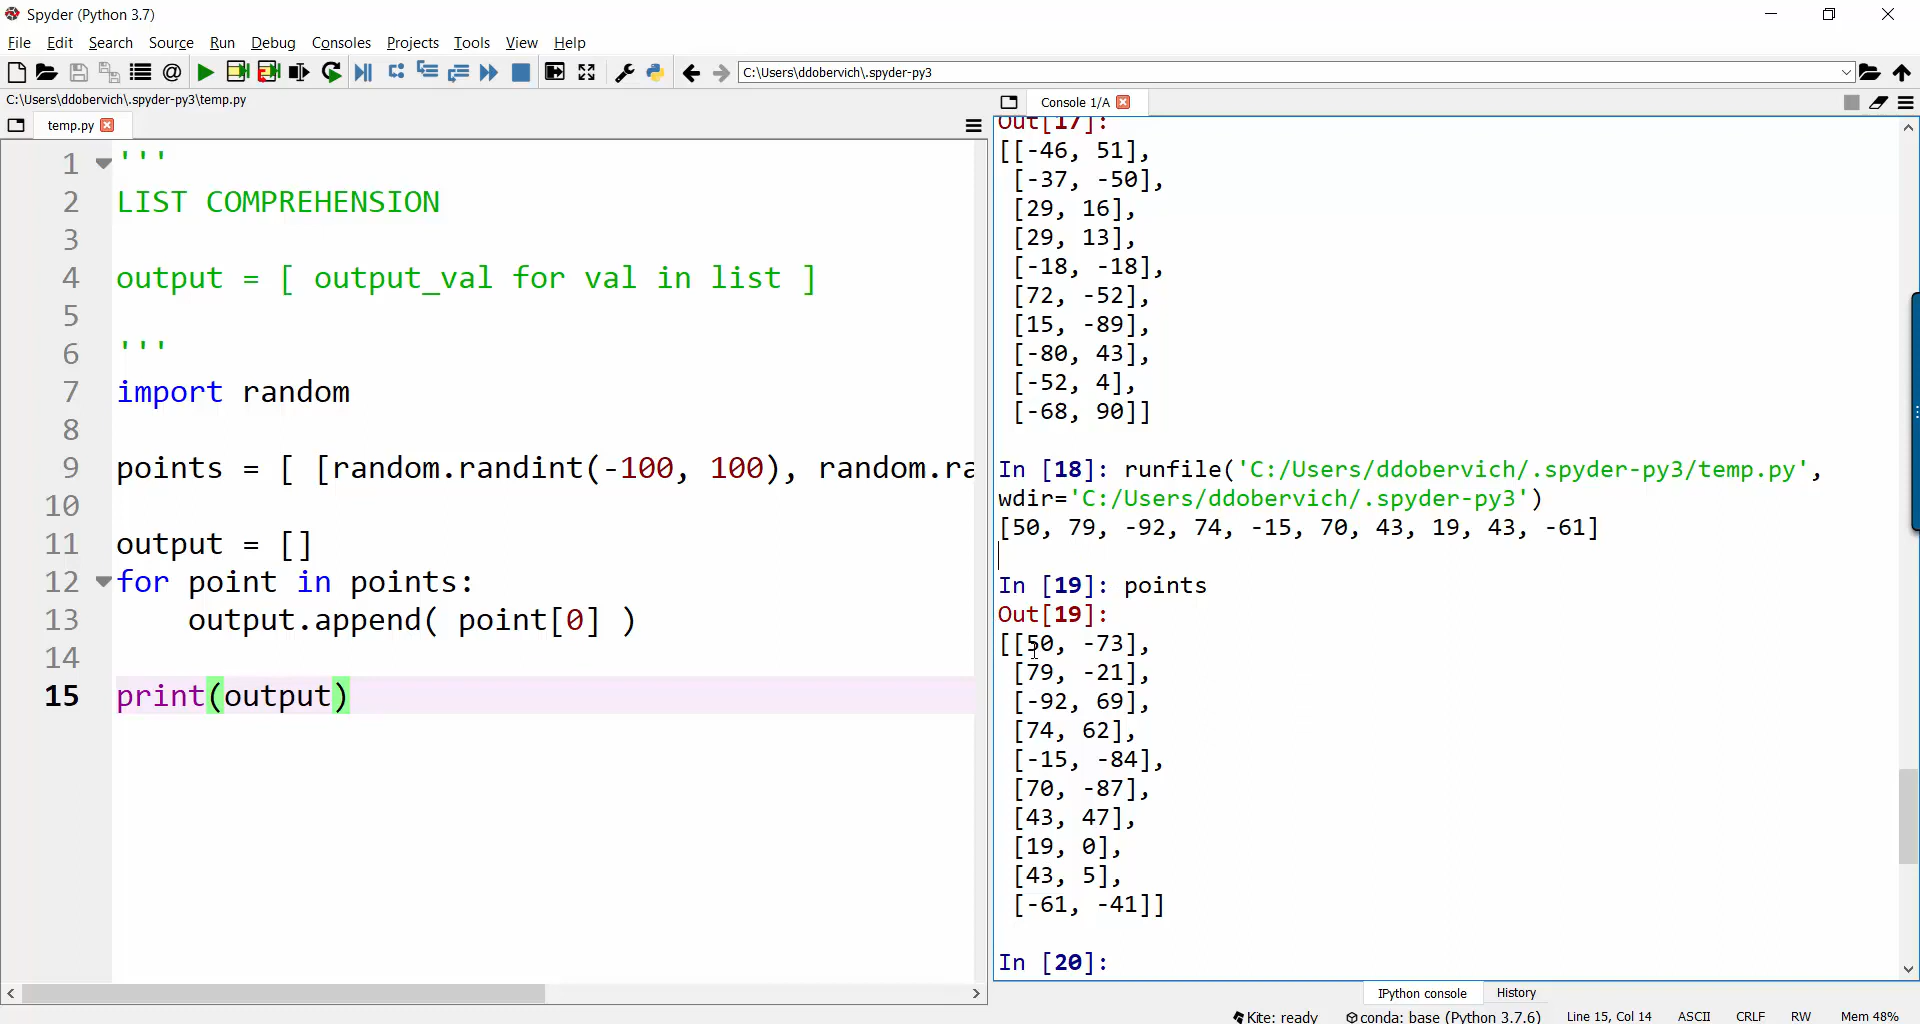 Spyder (Python 3.7)
File Edit Search Source Run Debug Consoles Projects Tools View Help
C:\Users\ddobervich\.spyder-py3
C:\Users\ddobervich\.spyder-py3\temp.py
temp.py
1 '''
2 LIST COMPREHENSION
3
4 output = [ output_val for val in list ]
5
6 '''
7 import random
8
9 points = [ [random.randint(-100, 100), random.ra
10
11 output = []
12 for point in points:
13 output.append( point[0] )
14
15 print(output)
Console 1/A
Out[17]:
[[-46, 51],
[-37, -50],
[29, 16],
[29, 13],
[-18, -18],
[72, -52],
[15, -89],
[-80, 43],
[-52, 4],
[-68, 90]]
In [18]: runfile('C:/Users/ddobervich/.spyder-py3/temp.py',
wdir='C:/Users/ddobervich/.spyder-py3')
[50, 79, -92, 74, -15, 70, 43, 19, 43, -61]
In [19]: points
Out[19]:
[[50, -73],
[79, -21],
[-92, 69],
[74, 62],
[-15, -84],
[70, -87],
[43, 47],
[19, 0],
[43, 5],
[-61, -41]]
In [20]:
IPython console History
Kite: ready conda: base (Python 3.7.6) Line 15, Col 14 ASCII CRLF RW Mem 48%